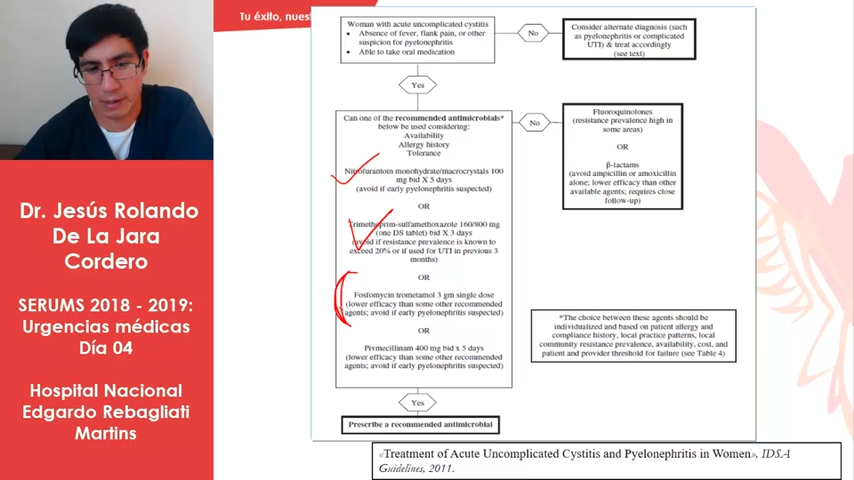 Tu éxito, nues
Dr. Jesús Rolando
De La Jara
Cordero
SERUMS 2018 - 2019:
Urgencias médicas
Día 04
Hospital Nacional
Edgardo Rebagliati
Martins
Woman with acute uncomplicated cystitis
• Absence of fever, flank pain, or other
suspicion for pyelonephritis
• Able to take oral medication
No
Consider alternate diagnosis (such
as pyelonephritis or complicated
UTI) & treat accordingly
(see text)
Yes
Can one of the recommended antimicrobials*
below be used considering:
Availability
Allergy history
Tolerance
Nitrofurantoin monohydrate/macrocrystals 100
mg bid X 5 days
(avoid if early pyelonephritis suspected)
OR
Trimethoprim-sulfamethoxazole 160/800 mg
(one DS tablet) bid X 3 days
(avoid if resistance prevalence is known to
exceed 20% or if used for UTI in previous 3
months)
OR
Fosfomycin trometamol 3 gm single dose
(lower efficacy than some other recommended
agents; avoid if early pyelonephritis suspected)
OR
Pivmecillinam 400 mg bid x 5 days
(lower efficacy than some other recommended
agents; avoid if early pyelonephritis suspected)
No
Fluoroquinolones
(resistance prevalence high in
some areas)
OR
β-lactams
(avoid ampicillin or amoxicillin
alone; lower efficacy than other
available agents; requires close
follow-up)
*The choice between these agents should be
individualized and based on patient allergy and
compliance history, local practice patterns, local
community resistance prevalence, availability, cost, and
patient and provider threshold for failure (see Table 4)
Yes
Prescribe a recommended antimicrobial
«Treatment of Acute Uncomplicated Cystitis and Pyelonephritis in Women», IDSA
Guidelines, 2011.